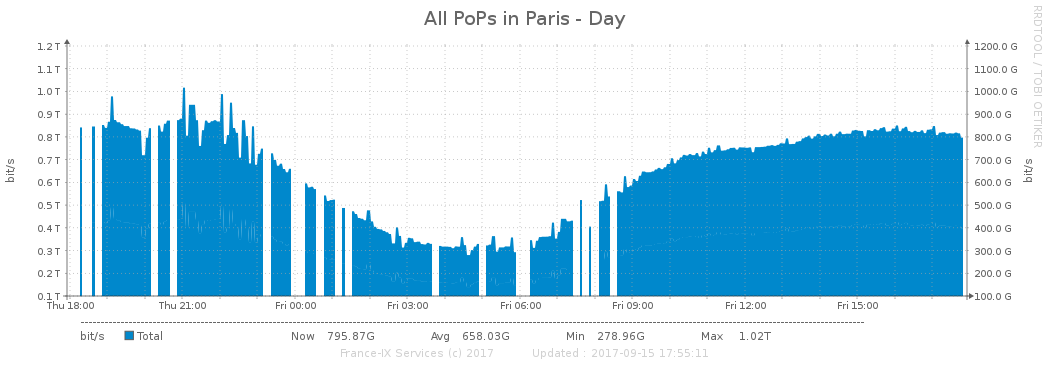 All PoPs in Paris - Day
RRDTOOL / TOBI OETIKER
1.2 T 1200.0 G
1.1 T 1100.0 G
1.0 T 1000.0 G
0.9 T 900.0 G
0.8 T 800.0 G
0.7 T 700.0 G
0.6 T 600.0 G
0.5 T 500.0 G
0.4 T 400.0 G
0.3 T 300.0 G
0.2 T 200.0 G
0.1 T 100.0 G
bit/s
bit/s
Thu 18:00 Thu 21:00 Fri 00:00 Fri 03:00 Fri 06:00 Fri 09:00 Fri 12:00 Fri 15:00
bit/s Total Now 795.87G Avg 658.03G Min 278.96G Max 1.02T
France-IX Services (c) 2017 Updated : 2017-09-15 17:55:11